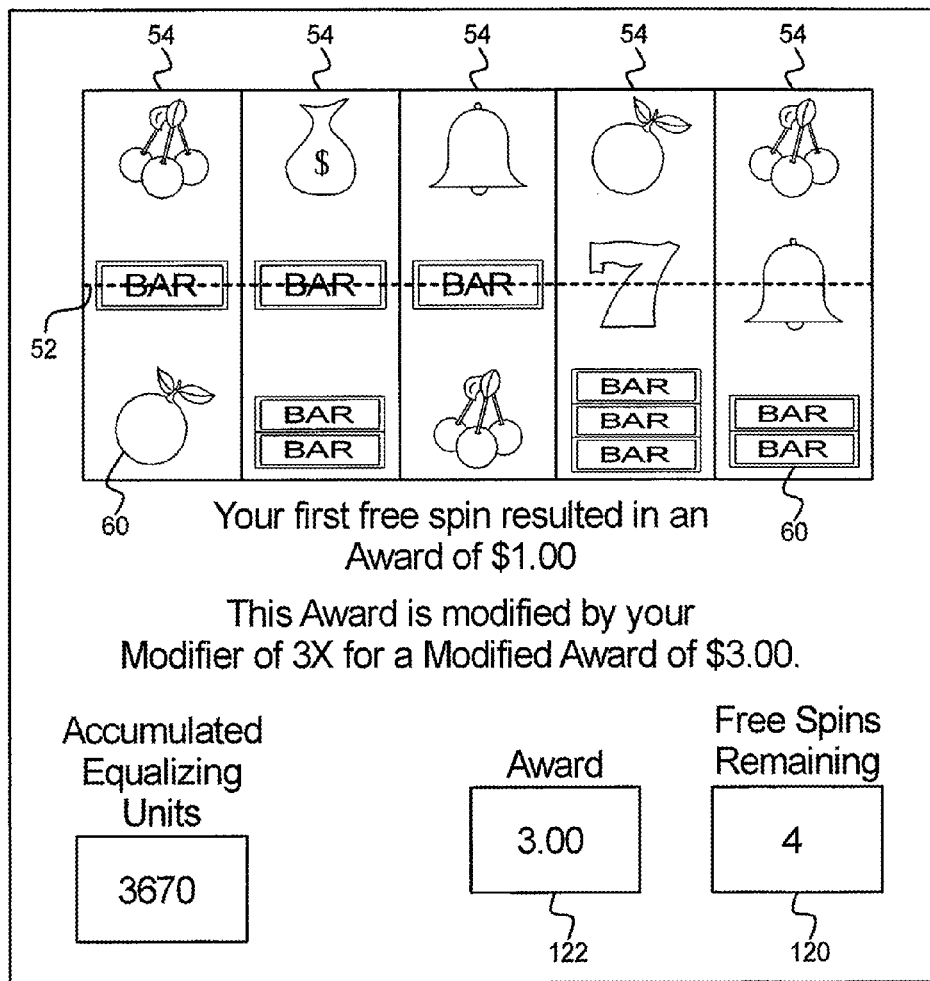 54 54 54 54 54
$
BAR BAR BAR 7
52
BAR
BAR BAR BAR
BAR BAR BAR
60 60
Your first free spin resulted in an
Award of $1.00
This Award is modified by your
Modifier of 3X for a Modified Award of $3.00.
Accumulated
Equalizing
Units
3670
Award
3.00
122
Free Spins
Remaining
4
120